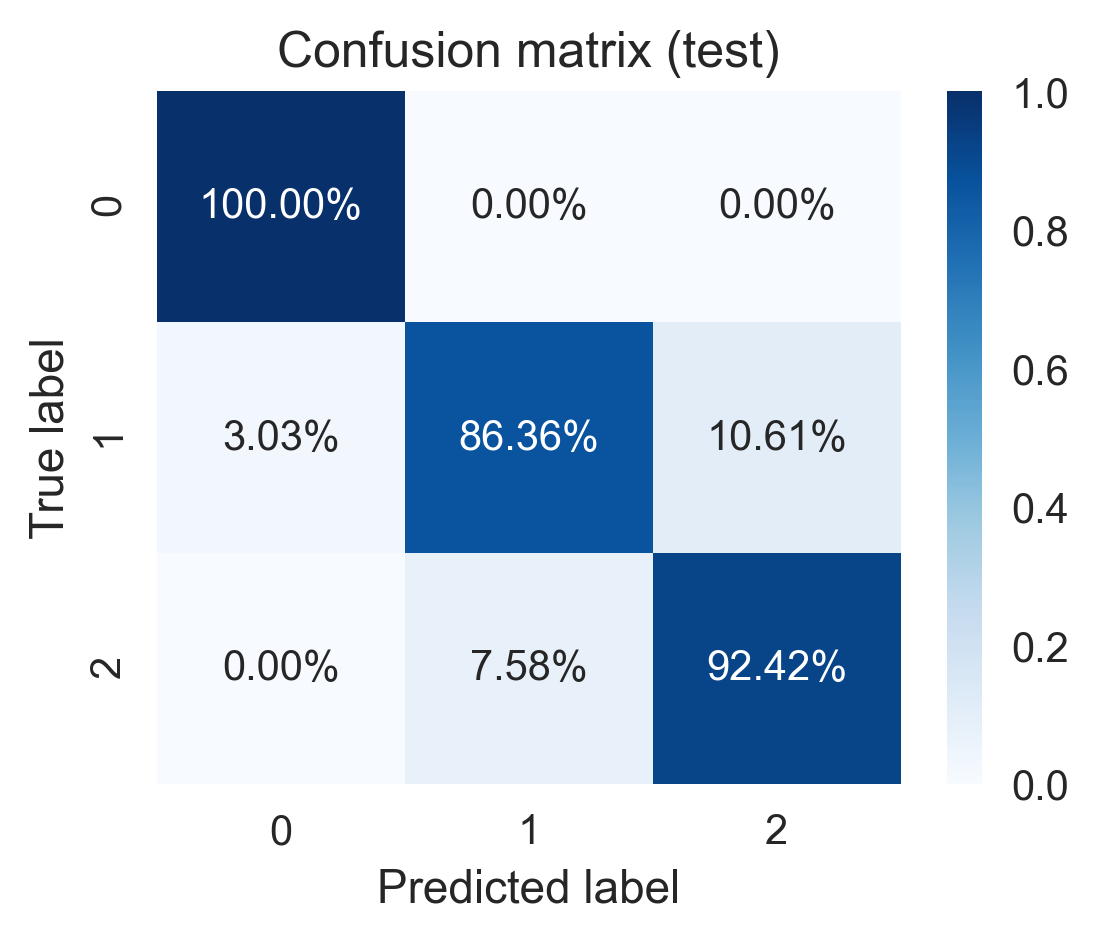 Confusion matrix (test)
1.0
0
100.00% 0.00% 0.00%
0.8
0.6
True label
1
3.03% 86.36% 10.61%
0.4
0.2
2
0.00% 7.58% 92.42%
0.0
0 1 2
Predicted label